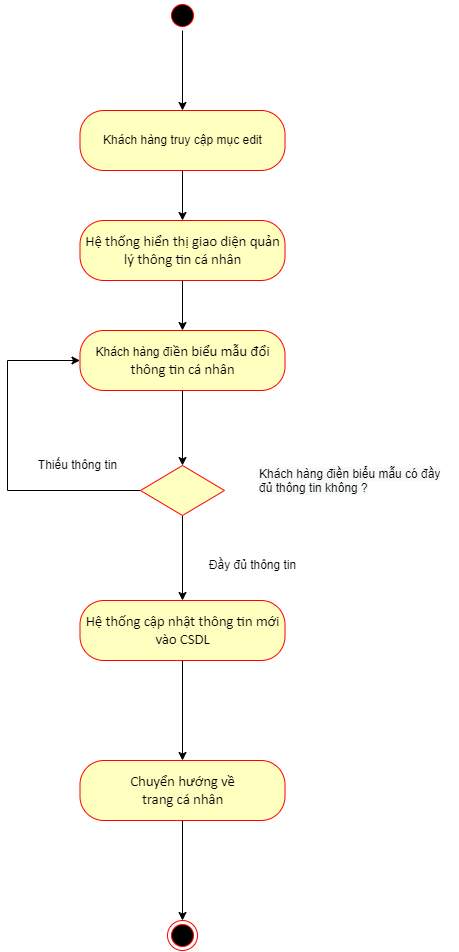 Khách hàng truy cập mục edit
Hệ thống hiển thị giao diện quản
lý thông tin cá nhân
Khách hàng điền biểu mẫu đổi
thông tin cá nhân
Thiếu thông tin
Khách hàng điền biểu mẫu có đầy
đủ thông tin không ?
Đầy đủ thông tin
Hệ thống cập nhật thông tin mới
vào CSDL
Chuyển hướng về
trang cá nhân